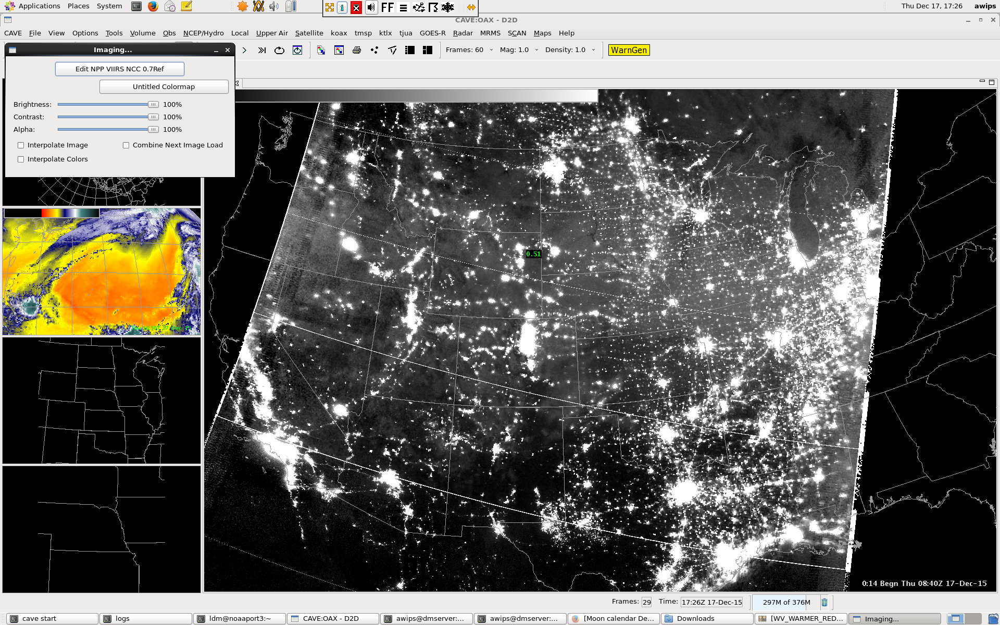 Applications Places System
Thu Dec 17, 17:26 awips
CAVE:OAX - D2D
CAVE File View Options Tools Volume Obs NCEP/Hydro Local Upper Air Satellite koax tmsp ktlx tjua GOES-R Radar MRMS SCAN Maps Help
FF
Imaging...
Frames: 60 Mag: 1.0 Density: 1.0 WarnGen
Edit NPP VIIRS NCC 0.7Ref
Untitled Colormap
Brightness: 100%
Contrast: 100%
Alpha: 100%
Interpolate Image Combine Next Image Load
Interpolate Colors
0.51
0:14 Begn Thu 08:40Z 17-Dec-15
Frames: 29 Time: 17:26Z 17-Dec-15 297M of 376M
cave start logs ldm@noaaport3:~ CAVE:OAX - D2D awips@dmserver:... awips@dmserver:... [Moon calendar De... Downloads [WV_WARMER_RED... Imaging...